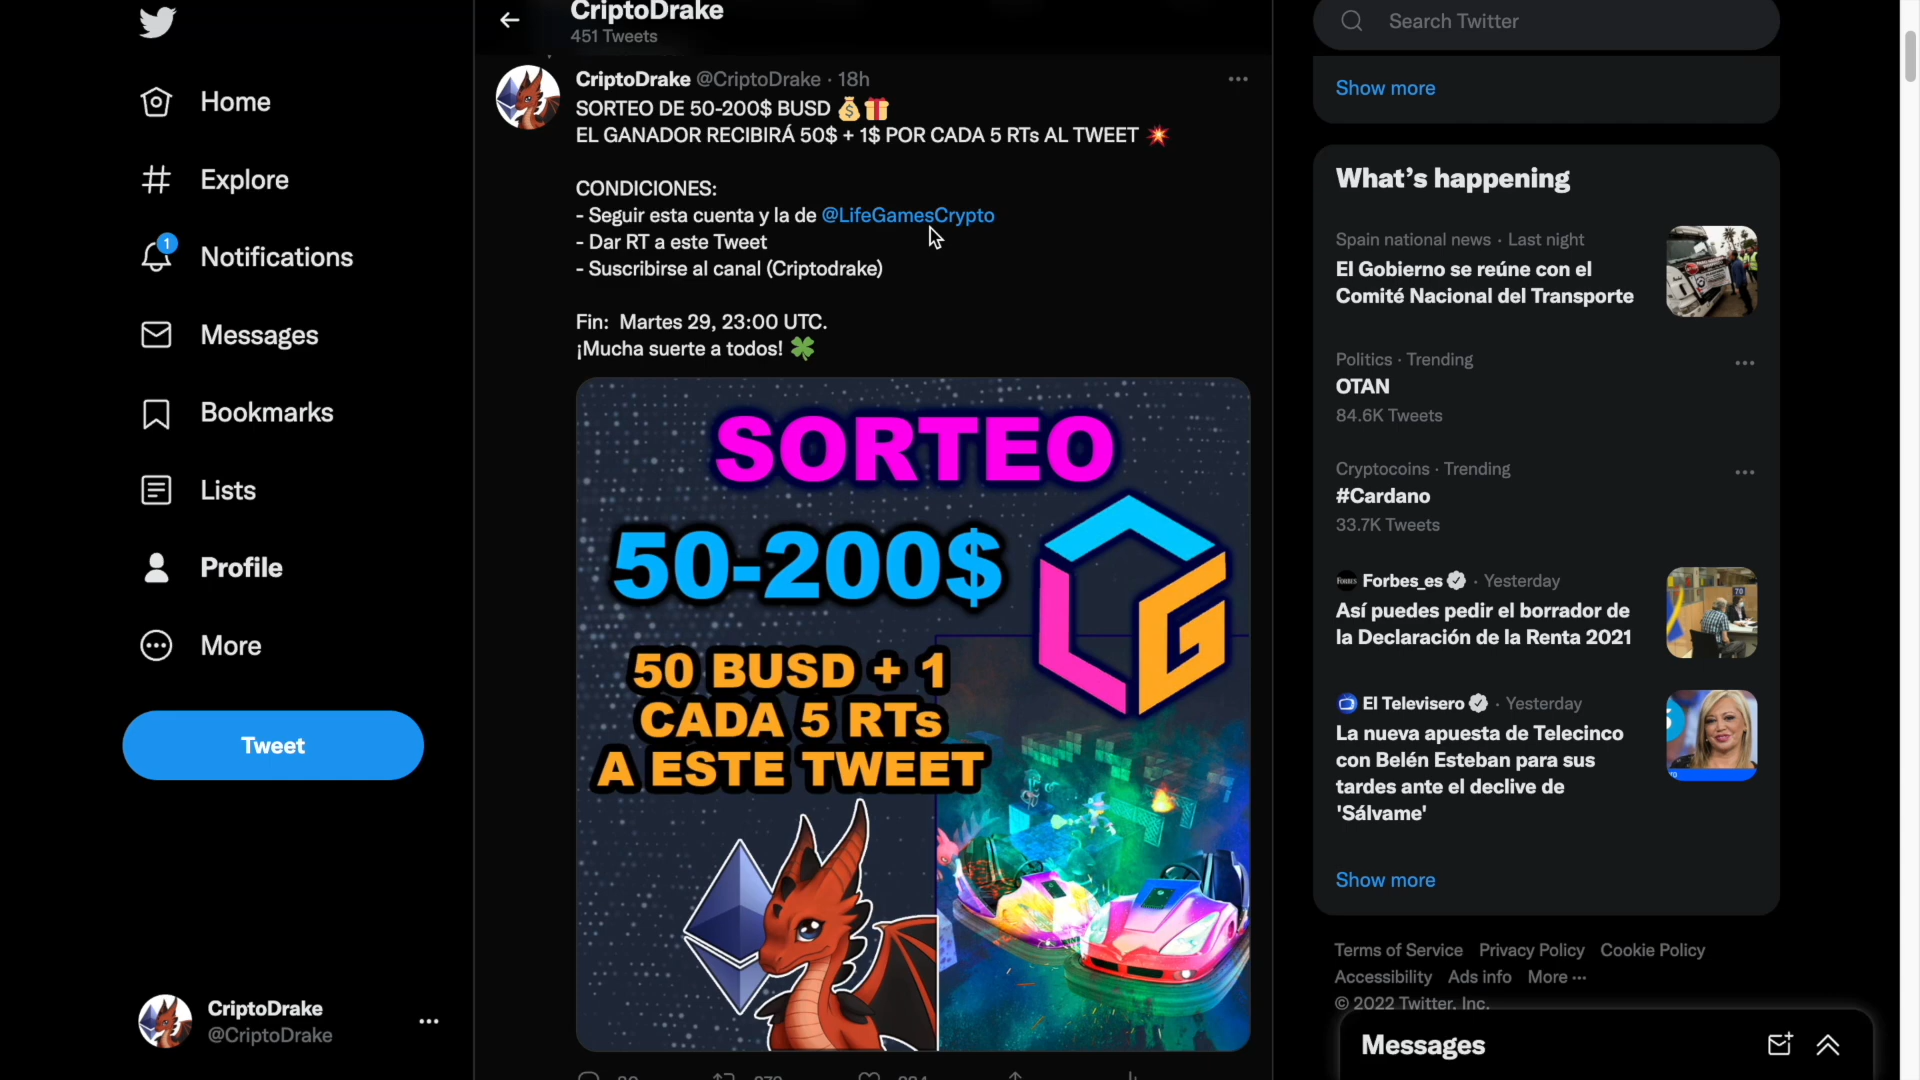 Home
Explore
1
Notifications
Messages
Bookmarks
Lists
Profile
More
Tweet
CriptoDrake
@CriptoDrake
CriptoDrake
451 Tweets
CriptoDrake @CriptoDrake · 18h
SORTEO DE 50-200$ BUSD 💰🎁
EL GANADOR RECIBIRÁ 50$ + 1$ POR CADA 5 RTs AL TWEET 💥
CONDICIONES:
- Seguir esta cuenta y la de @LifeGamesCrypto
- Dar RT a este Tweet
- Suscribirse al canal (Criptodrake)
Fin: Martes 29, 23:00 UTC.
¡Mucha suerte a todos! 🍀
SORTEO
50-200$
50 BUSD + 1
CADA 5 RTs
A ESTE TWEET
LG
Search Twitter
Show more
What's happening
Spain national news · Last night
El Gobierno se reúne con el
Comité Nacional del Transporte
Politics · Trending
OTAN
84.6K Tweets
Cryptocoins · Trending
#Cardano
33.7K Tweets
Forbes_es · Yesterday
Así puedes pedir el borrador de
la Declaración de la Renta 2021
El Televisero · Yesterday
La nueva apuesta de Telecinco
con Belén Esteban para sus
tardes ante el declive de
'Sálvame'
Show more
Terms of Service Privacy Policy Cookie Policy
Accessibility Ads info More ···
© 2022 Twitter, Inc.
Messages